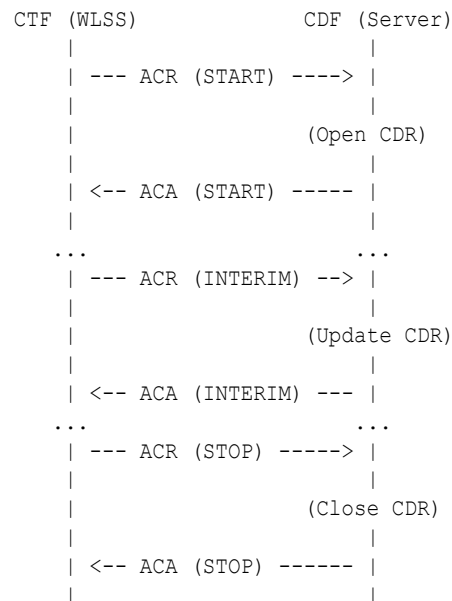 CTF (WLSS) CDF (Server)
| |
| --- ACR (START) ----> |
| |
| (Open CDR)
| |
| <-- ACA (START) ----- |
| |
... ...
| --- ACR (INTERIM) --> |
| |
| (Update CDR)
| |
| <-- ACA (INTERIM) --- |
... ...
| --- ACR (STOP) -----> |
| |
| (Close CDR)
| |
| <-- ACA (STOP) ------ |
| |